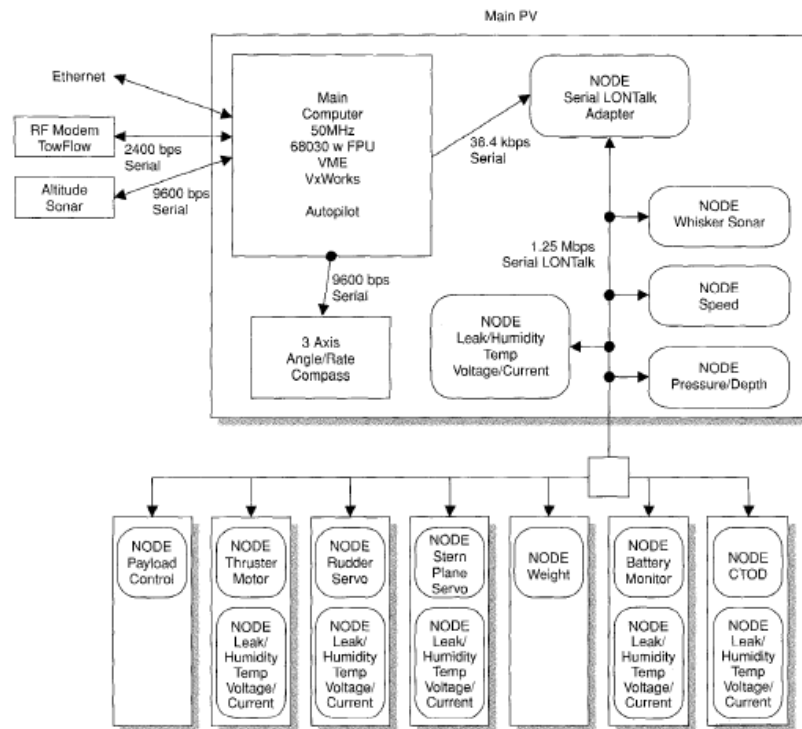 Main PV
Ethernet
RF Modem
TowFlow
2400 bps
Serial
Altitude
Sonar
9600 bps
Serial
Main
Computer
50MHz
68030 w FPU
VME
VxWorks
Autopilot
38.4 kbps
Serial
NODE
Serial LONTalk
Adapter
NODE
Whisker Sonar
1.25 Mbps
Serial LONTalk
9600 bps
Serial
NODE
Speed
3 Axis
Angle/Rate
Compass
NODE
Leak/Humidity
Temp
Voltage/Current
NODE
Pressure/Depth
NODE
Payload
Control
NODE
Thruster
Motor
NODE
Rudder
Servo
NODE
Stern
Plane
Servo
NODE
Weight
NODE
Battery
Monitor
NODE
CTOD
NODE
Leak/
Humidity
Temp
Voltage/
Current
NODE
Leak/
Humidity
Temp
Voltage/
Current
NODE
Leak/
Humidity
Temp
Voltage/
Current
NODE
Leak/
Humidity
Temp
Voltage/
Current
NODE
Leak/
Humidity
Temp
Voltage/
Current